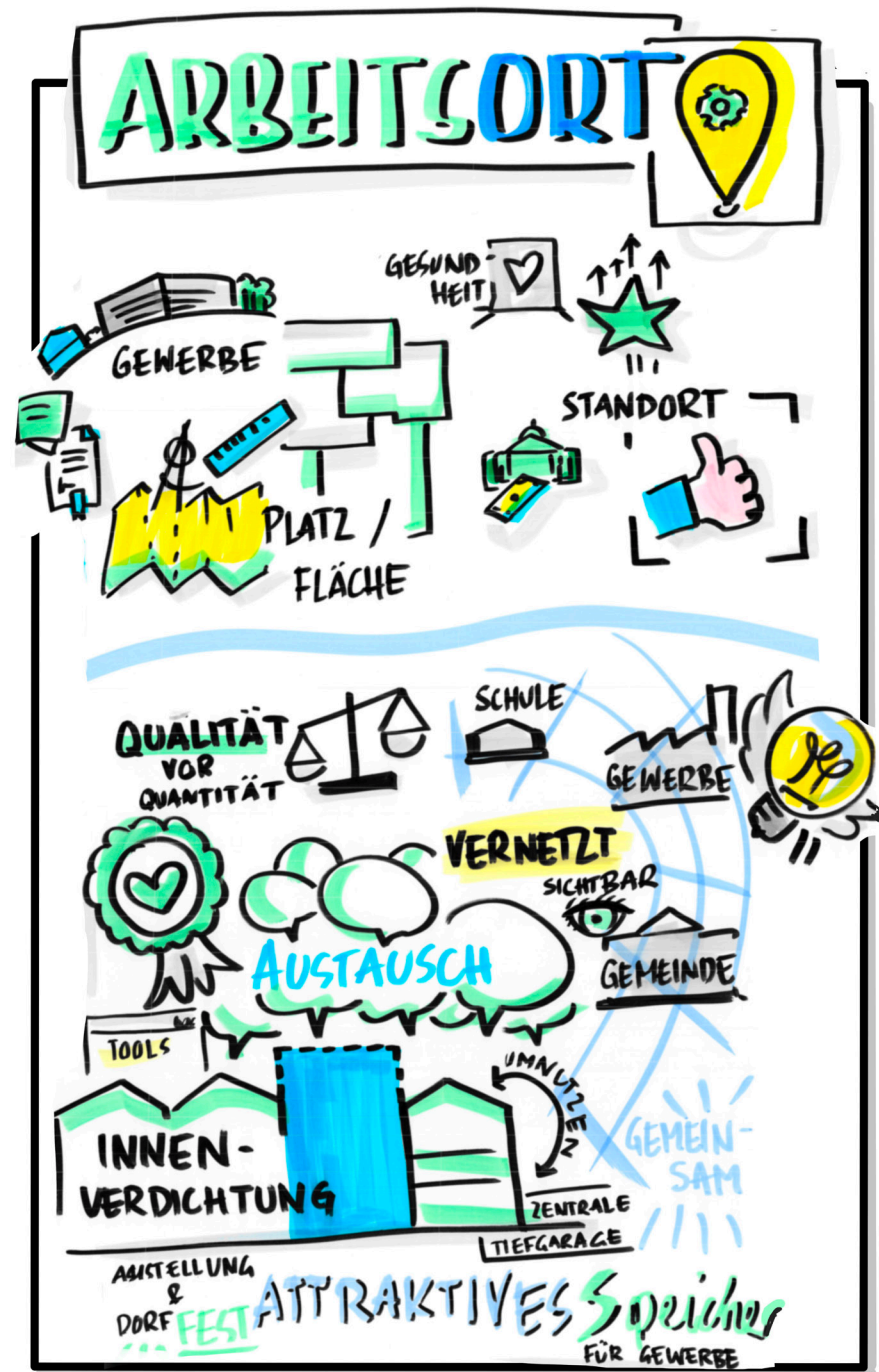 ARBEITSORT
GESUND-
HEIT
GEWERBE
STANDORT
PLATZ /
FLÄCHE
QUALITÄT
VOR
QUANTITÄT
SCHULE
GEWERBE
VERNETZT
SICHTBAR
AUSTAUSCH
GEMEINDE
TOOLS
UMNUTZEN
INNEN-
VERDICHTUNG
GEMEIN-
SAM
ZENTRALE
TIEFGARAGE
AUSTELLUNG
&
DORF FEST
ATTRAKTIVES Speicher
FÜR GEWERBE